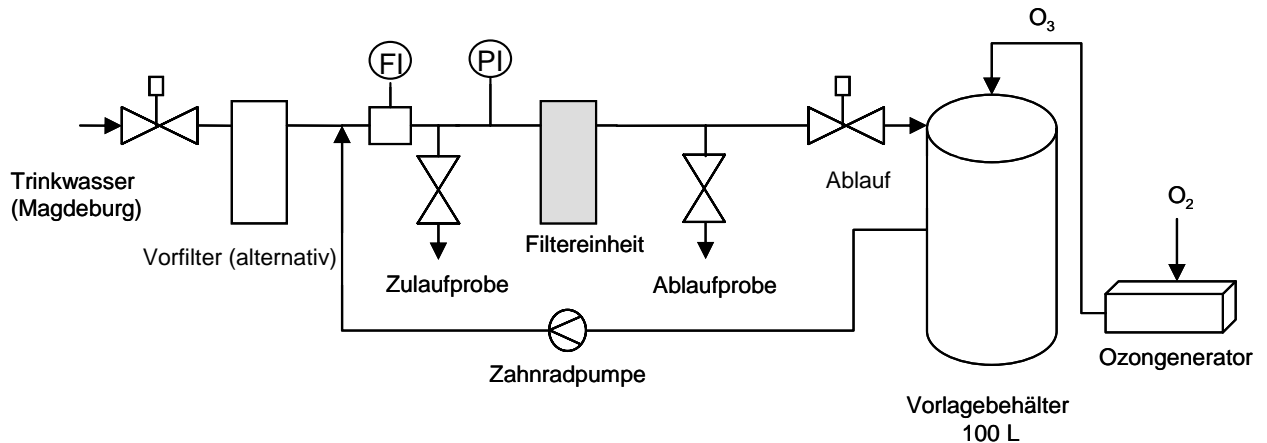 O₃
FI
PI
Trinkwasser
(Magdeburg)
Vorfilter (alternativ)
Zulaufprobe
Filtereinheit
Ablaufprobe
Ablauf
O₂
Zahnradpumpe
Ozongenerator
Vorlagebehälter
100 L